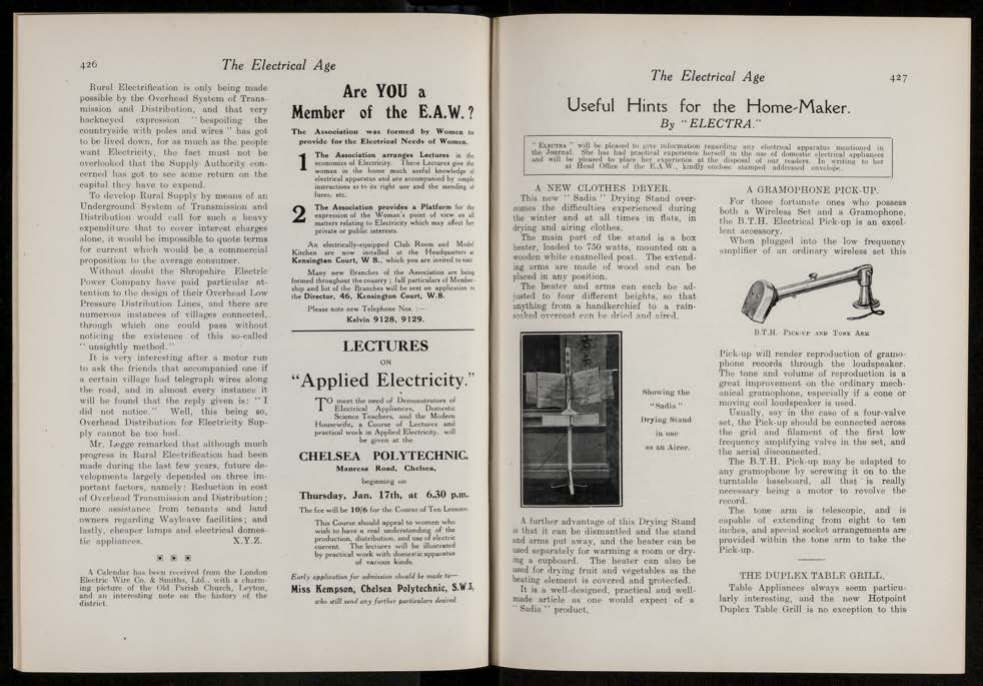 426
The Electrical Age
Rural Electrification is only being made
possible by the Overhead System of Trans-
mission and Distribution, and that very
hackneyed expression "bespoiling the
countryside with poles and wires" has got
to be lived down, for as much as the people
want Electricity, the fact must not be
overlooked that the Supply Authority con-
cerned has got to see some return on the
capital they have to expend.
To develop Rural Supply by means of an
Underground System of Transmission and
Distribution would call for such a heavy
expenditure that to cover interest charges
alone, it would be impossible to quote terms
for current which would be a commercial
proposition to the average consumer.
Without doubt the Shropshire Electric
Power Company have paid particular at-
tention to the design of their Overhead Low
Pressure Distribution Lines, and there are
numerous instances of villages connected,
through which one could pass without
noticing the existence of this so-called
"unsightly method."
It is very interesting after a motor run
to ask the friends that accompanied one if
a certain village had telegraph wires along
the road, and in almost every instance it
will be found that the reply given is: "I
did not notice." Well, this being so,
Overhead Distribution for Electricity Sup-
ply cannot be too bad.
Mr. Legge remarked that although much
progress in Rural Electrification had been
made during the last few years, future de-
velopments largely depended on three im-
portant factors, namely: Reduction in cost
of Overhead Transmission and Distribution;
more assistance from tenants and land
owners regarding Wayleave facilities; and
lastly, cheaper lamps and electrical domes-
tic appliances. X.Y.Z.
A Calendar has been received from the London
Electric Wire Co. & Smiths, Ltd., with a charm-
ing picture of the Old Parish Church, Leyton,
and an interesting note on the history of the
district.
Are YOU a
Member of the E.A.W.?
The Association was formed by Women to
provide for the Electrical Needs of Women.
1 The Association arranges Lectures in the
economics of Electricity. These Lectures give the
woman in the home much useful knowledge of
electrical apparatus and are accompanied by simple
instructions as to its right use and the mending of
fuses, etc.
2 The Association provides a Platform for the
expression of the Woman's point of view on all
matters relating to Electricity which may affect her
private or public interests.
An electrically-equipped Club Room and Model
Kitchen are now installed at the Headquarters at
Kensington Court, W 8., which you are invited to visit
Many new Branches of the Association are being
formed throughout the country; full particulars of Member-
ship and list of the Branches will be sent on application to
the Director, 46, Kensington Court, W.8.
Please note new Telephone Nos. :—
Kelvin 9128, 9129.
LECTURES
ON
"Applied Electricity."
TO meet the need of Demonstrators of
Electrical Appliances, Domestic
Science Teachers, and the Modern
Housewife, a Course of Lectures and
practical work in Applied Electricity, will
be given at the
CHELSEA POLYTECHNIC.
Manresa Road, Chelsea,
beginning on
Thursday, Jan. 17th, at 6.30 p.m.
The fee will be 10/6 for the Course of Ten Lessons.
This Course should appeal to women who
wish to have a real understanding of the
production, distribution, and use of electric
current. The lectures will be illustrated
by practical work with domestic apparatus
of various kinds.
Early application for admission should be made to—
Miss Kempson, Chelsea Polytechnic, S.W 3,
who will send any further particulars desired.
The Electrical Age
427
Useful Hints for the Home-Maker.
By "ELECTRA."
"ELECTRA" will be pleased to give information regarding any electrical apparatus mentioned in
the Journal. She has had practical experience herself in the use of domestic electrical appliances
and will be pleased to place her experience at the disposal of our readers. In writing to her
at Head Office of the E.A.W., kindly enclose stamped addressed envelope.
A NEW CLOTHES DRYER.
This new "Sadia" Drying Stand over-
comes the difficulties experienced during
the winter and at all times in flats, in
drying and airing clothes.
The main part of the stand is a box
heater, loaded to 750 watts, mounted on a
wooden white enamelled post. The extend-
ing arms are made of wood and can be
placed in any position.
The heater and arms can each be ad-
justed to four different heights, so that
anything from a handkerchief to a rain-
soaked overcoat can be dried and aired.
Showing the
"Sadia"
Drying Stand
in use
as an Airer.
A further advantage of this Drying Stand
is that it can be dismantled and the stand
and arms put away, and the heater can be
used separately for warming a room or dry-
ing a cupboard. The heater can also be
used for drying fruit and vegetables as the
heating element is covered and protected.
It is a well-designed, practical and well-
made article as one would expect of a
"Sadia" product.
A GRAMOPHONE PICK-UP.
For those fortunate ones who possess
both a Wireless Set and a Gramophone,
the B.T.H. Electrical Pick-up is an excel-
lent accessory.
When plugged into the low frequency
amplifier of an ordinary wireless set this
B.T.H. PICK-UP AND TONE ARM
Pick-up will render reproduction of gramo-
phone records through the loudspeaker.
The tone and volume of reproduction is a
great improvement on the ordinary mech-
anical gramophone, especially if a cone or
moving coil loudspeaker is used.
Usually, say in the case of a four-valve
set, the Pick-up should be connected across
the grid and filament of the first low
frequency amplifying valve in the set, and
the aerial disconnected.
The B.T.H. Pick-up may be adapted to
any gramophone by screwing it on to the
turntable baseboard, all that is really
necessary being a motor to revolve the
record.
The tone arm is telescopic, and is
capable of extending from eight to ten
inches, and special socket arrangements are
provided within the tone arm to take the
Pick-up.
THE DUPLEX TABLE GRILL.
Table Appliances always seem particu-
larly interesting, and the new Hotpoint
Duplex Table Grill is no exception to this